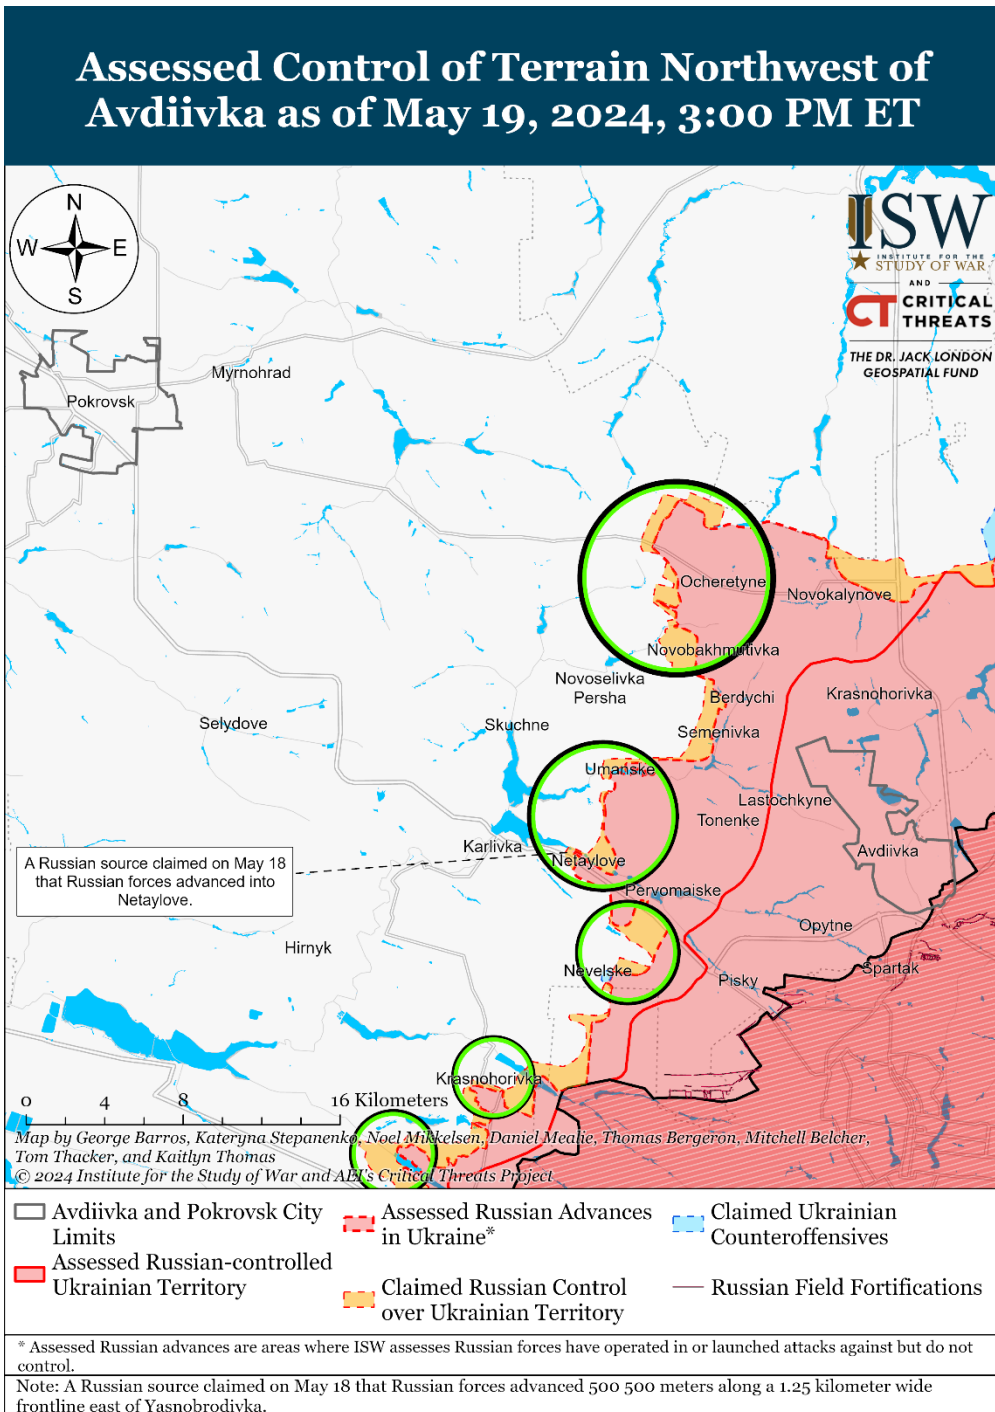 Assessed Control of Terrain Northwest of
Avdiivka as of May 19, 2024, 3:00 PM ET
N
W E
S
ISW
INSTITUTE FOR THE
STUDY OF WAR
AND
CT CRITICAL
THREATS
THE DR. JACK LONDON
GEOSPATIAL FUND
Myrnohrad
Pokrovsk
Ocheretyne
Novokalynove
Novobakhmutivka
Novoselivka
Persha
Berdychi
Krasnohorivka
Selydove
Skuchne
Semenivka
Umanske
Lastochkyne
Tonenke
Karlivka
Avdiivka
A Russian source claimed on May 18
that Russian forces advanced into
Netaylove.
Netaylove
Pervomaiske
Opytne
Hirnyk
Nevelske
Spartak
Pisky
Krasnohorivka
0 4 8 16 Kilometers
Map by George Barros, Kateryna Stepanenko, Noel Mikkelsen, Daniel Mealie, Thomas Bergeron, Mitchell Belcher,
Tom Thacker, and Kaitlyn Thomas
© 2024 Institute for the Study of War and AEI's Critical Threats Project
Avdiivka and Pokrovsk City
Limits
Assessed Russian-controlled
Ukrainian Territory
Assessed Russian Advances
in Ukraine*
Claimed Russian Control
over Ukrainian Territory
Claimed Ukrainian
Counteroffensives
Russian Field Fortifications
* Assessed Russian advances are areas where ISW assesses Russian forces have operated in or launched attacks against but do not
control.
Note: A Russian source claimed on May 18 that Russian forces advanced 500 500 meters along a 1.25 kilometer wide
frontline east of Yasnobrodivka.